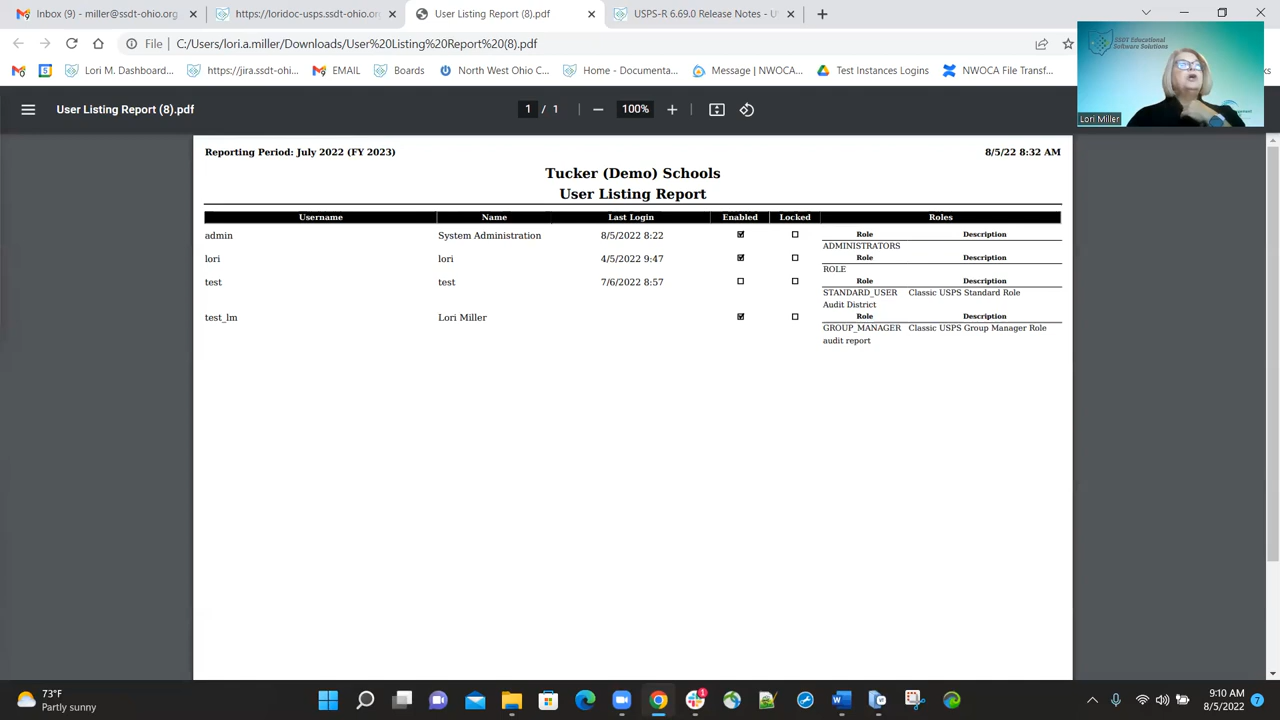 Inbox (9) - miller@ssdt-ohio.org
https://loridoc-usps.ssdt-ohio.org
User Listing Report (8).pdf
USPS-R 6.69.0 Release Notes - U
File C:/Users/lori.a.miller/Downloads/User%20Listing%20Report%20(8).pdf
Lori M. Dashboard... https://jira.ssdt-ohi... EMAIL Boards North West Ohio C... Home - Documenta... Message | NWOCA... Test Instances Logins NWOCA File Transf...
SSDT Educational
Software Solutions
Lori Miller
User Listing Report (8).pdf 1 / 1 100%
Reporting Period: July 2022 (FY 2023) 8/5/22 8:32 AM
Tucker (Demo) Schools
User Listing Report
Username Name Last Login Enabled Locked Roles
admin System Administration 8/5/2022 8:22 Role Description
ADMINISTRATORS
lori lori 4/5/2022 9:47 Role Description
ROLE
test test 7/6/2022 8:57 Role Description
STANDARD_USER Classic USPS Standard Role
Audit District
test_lm Lori Miller Role Description
GROUP_MANAGER Classic USPS Group Manager Role
audit report
73°F
Partly sunny
1
9:10 AM
8/5/2022
7